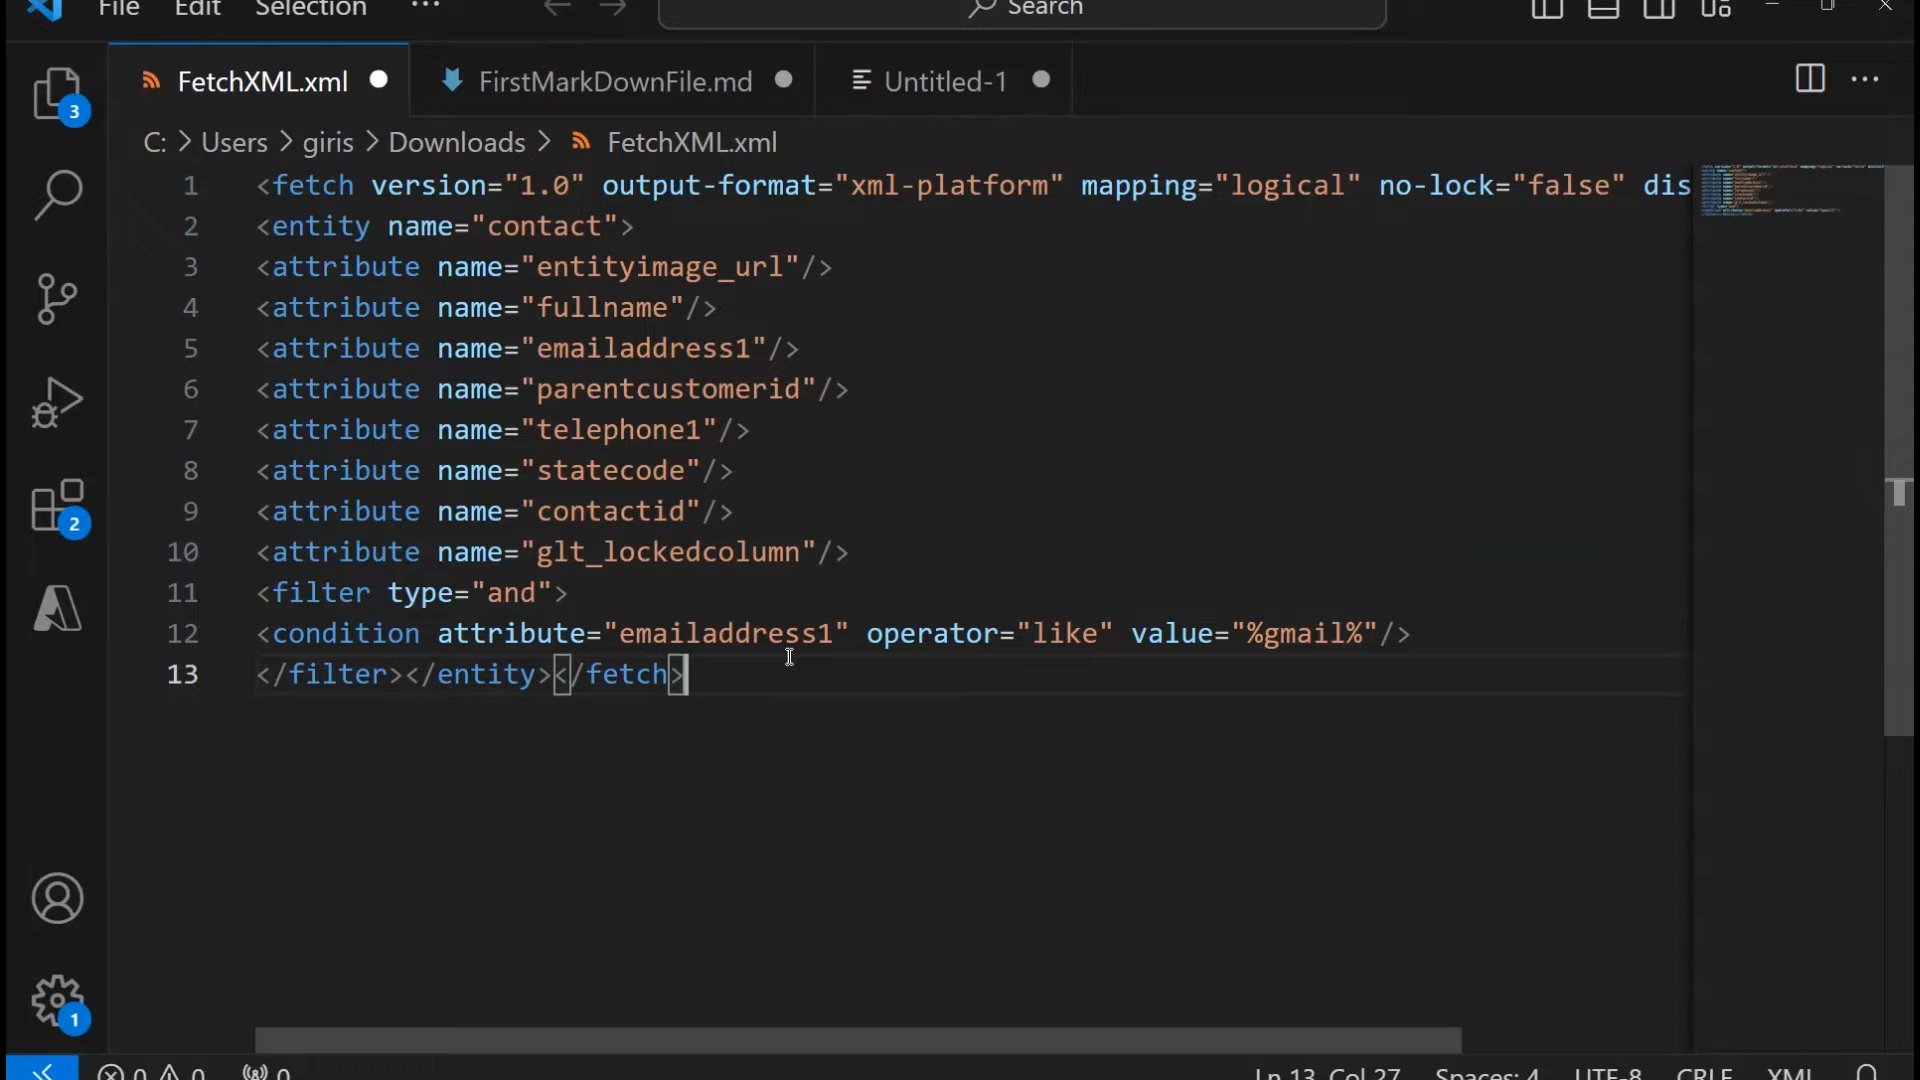 File Edit Selection ··· Search
FetchXML.xml FirstMarkDownFile.md Untitled-1 ···
C: > Users > giris > Downloads > FetchXML.xml
3
2
1
1 <fetch version="1.0" output-format="xml-platform" mapping="logical" no-lock="false" dis
2 <entity name="contact">
3 <attribute name="entityimage_url"/>
4 <attribute name="fullname"/>
5 <attribute name="emailaddress1"/>
6 <attribute name="parentcustomerid"/>
7 <attribute name="telephone1"/>
8 <attribute name="statecode"/>
9 <attribute name="contactid"/>
10 <attribute name="glt_lockedcolumn"/>
11 <filter type="and">
12 <condition attribute="emailaddress1" operator="like" value="%gmail%"/>
13 </filter></entity></fetch>
0 0 0 Ln 13, Col 27 Spaces: 4 UTF-8 CRLF XML